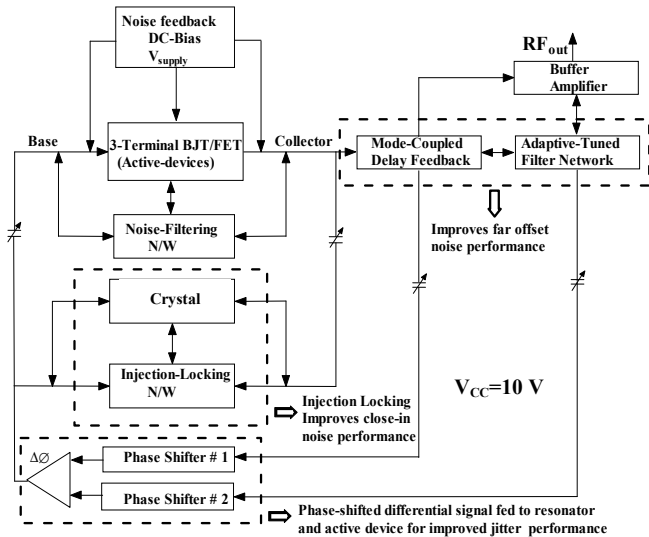 Noise feedback
DC-Bias
Vsupply
RFout
Buffer
Amplifier
Base
3-Terminal BJT/FET
(Active-devices)
Collector
Mode-Coupled
Delay Feedback
Adaptive-Tuned
Filter Network
Noise-Filtering
N/W
Improves far offset
noise performance
Crystal
Injection-Locking
N/W
VCC=10 V
Injection Locking
Improves close-in
noise performance
ΔØ
Phase Shifter # 1
Phase Shifter # 2
Phase-shifted differential signal fed to resonator
and active device for improved jitter performance